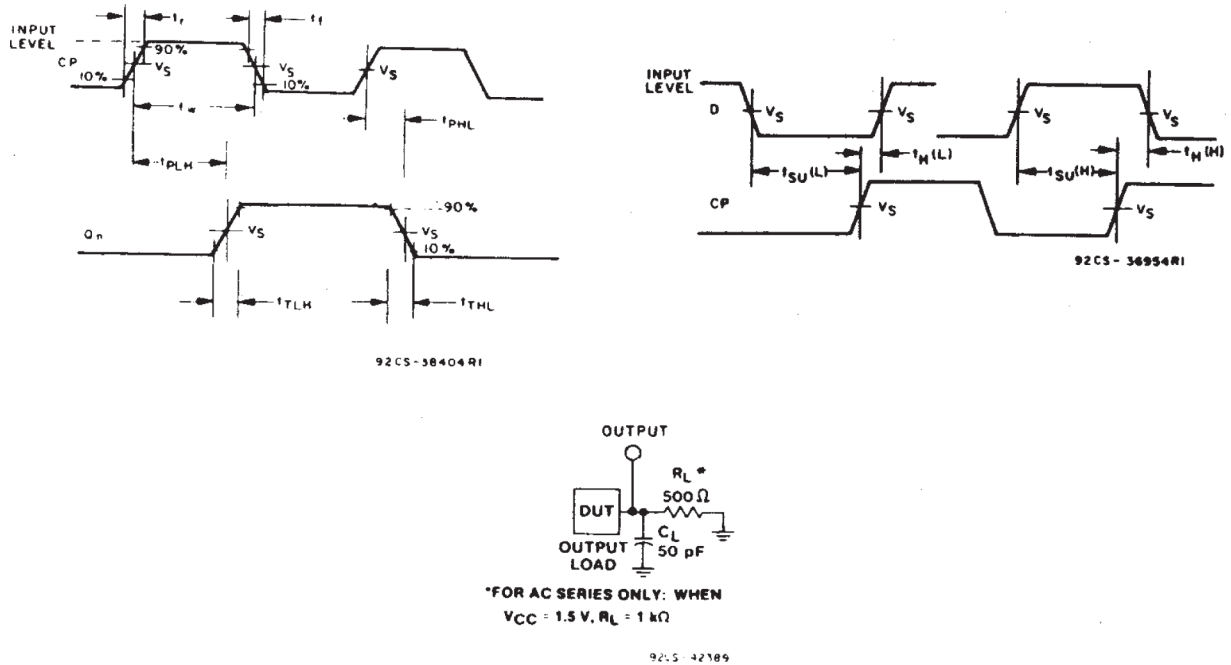 tr
tf
INPUT
LEVEL
90%
CP
VS
VS
VS
10%
10%
tw
tPHL
tPLH
90%
Qn
VS
VS
10%
tTLH
tTHL
92CS-38404R1
INPUT
LEVEL
D
VS
VS
VS
VS
tH(L)
tH(H)
tSU(L)
tSU(H)
CP
VS
VS
92CS-36954R1
OUTPUT
RL*
500Ω
DUT
CL
50 pF
OUTPUT
LOAD
*FOR AC SERIES ONLY: WHEN
VCC = 1.5 V, RL = 1 kΩ
92CS-42389